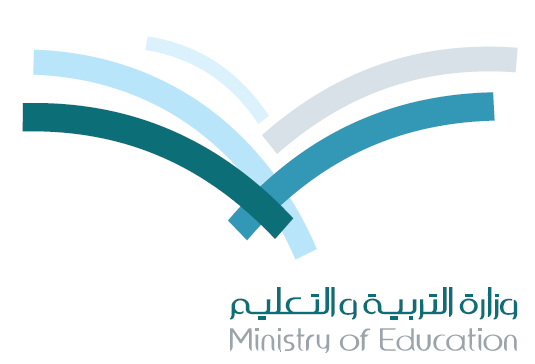 وزارة التربية والتعليم
Ministry of Education